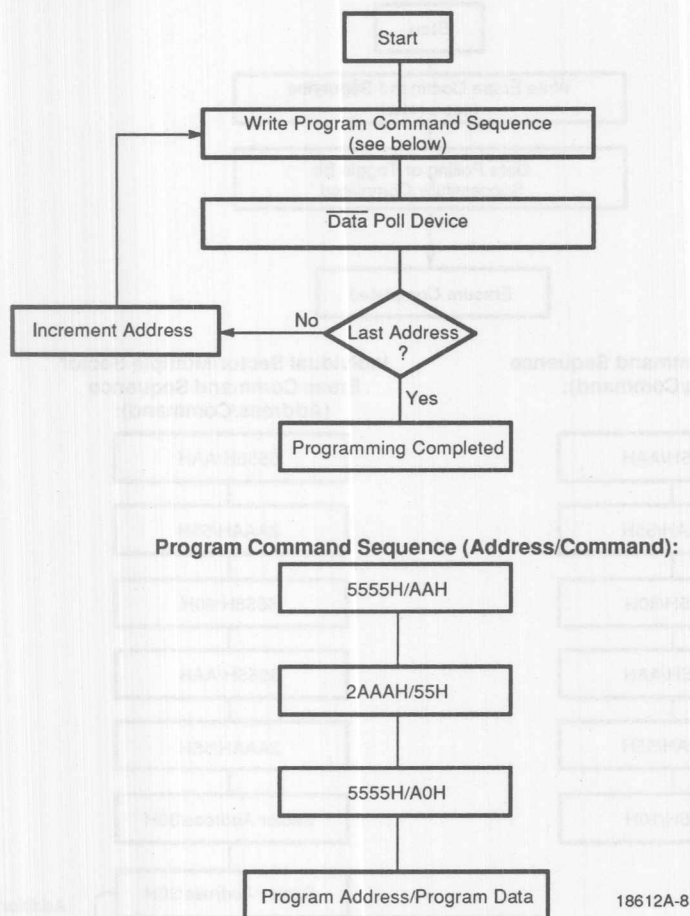 Start
Write Program Command Sequence
(see below)
Data Poll Device
Increment Address
No
Last Address
?
Yes
Programming Completed
Program Command Sequence (Address/Command):
5555H/AAH
2AAAH/55H
5555H/A0H
Program Address/Program Data
18612A-8